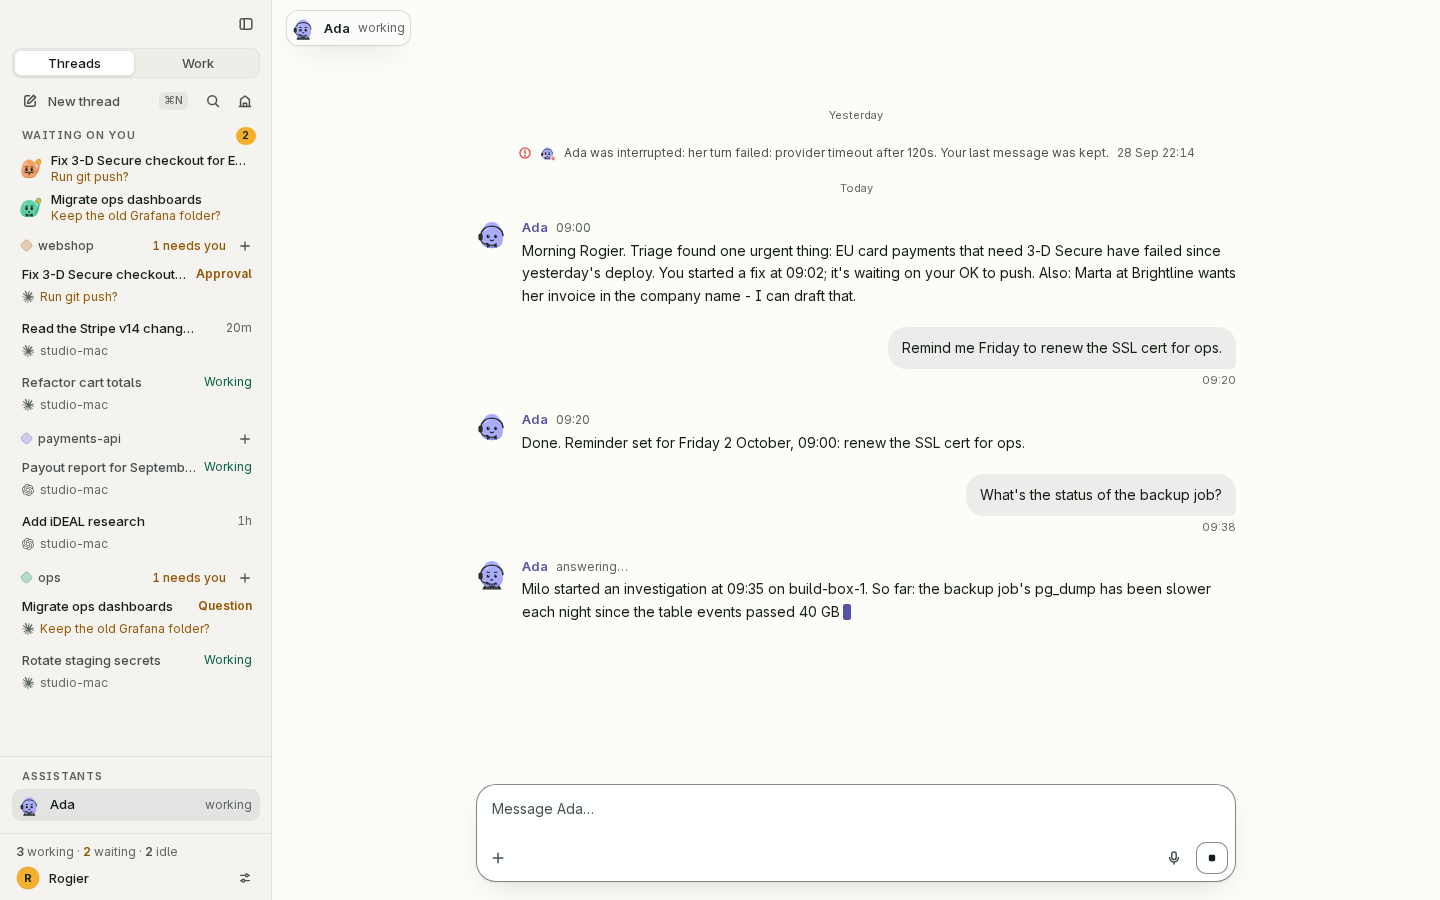 Threads
Work
New thread
⌘N
WAITING ON YOU
2
Fix 3-D Secure checkout for E…
Run git push?
Migrate ops dashboards
Keep the old Grafana folder?
webshop
1 needs you
Fix 3-D Secure checkout…
Approval
Run git push?
Read the Stripe v14 chang…
20m
studio-mac
Refactor cart totals
Working
studio-mac
payments-api
Payout report for Septemb…
Working
studio-mac
Add iDEAL research
1h
studio-mac
ops
1 needs you
Migrate ops dashboards
Question
Keep the old Grafana folder?
Rotate staging secrets
Working
studio-mac
ASSISTANTS
Ada
working
3 working · 2 waiting · 2 idle
R
Rogier
Ada working
Yesterday
Ada was interrupted: her turn failed: provider timeout after 120s. Your last message was kept. 28 Sep 22:14
Today
Ada 09:00
Morning Rogier. Triage found one urgent thing: EU card payments that need 3-D Secure have failed since
yesterday's deploy. You started a fix at 09:02; it's waiting on your OK to push. Also: Marta at Brightline wants
her invoice in the company name - I can draft that.
Remind me Friday to renew the SSL cert for ops.
09:20
Ada 09:20
Done. Reminder set for Friday 2 October, 09:00: renew the SSL cert for ops.
What's the status of the backup job?
09:38
Ada answering…
Milo started an investigation at 09:35 on build-box-1. So far: the backup job's pg_dump has been slower
each night since the table events passed 40 GB
Message Ada…